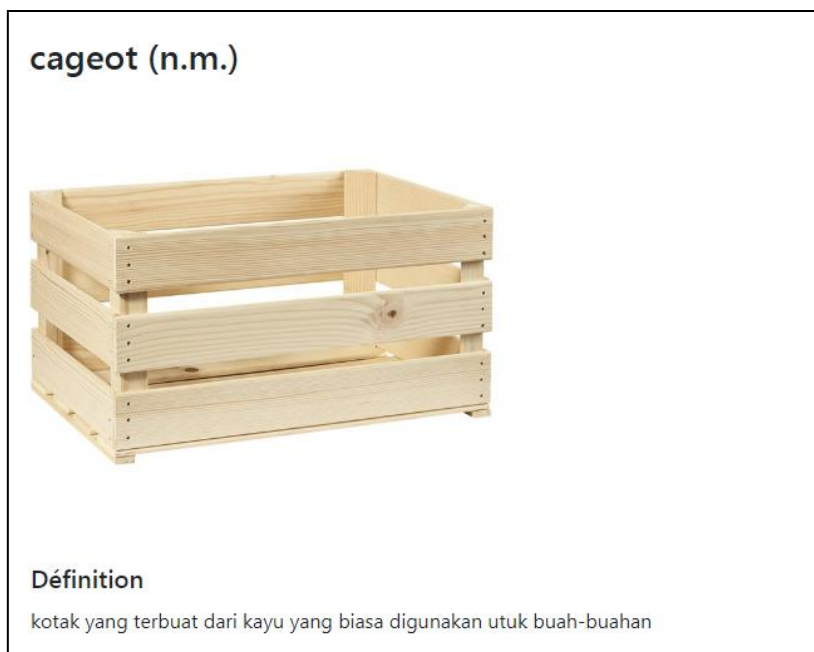 cageot (n.m.)
Définition
kotak yang terbuat dari kayu yang biasa digunakan utuk buah-buahan